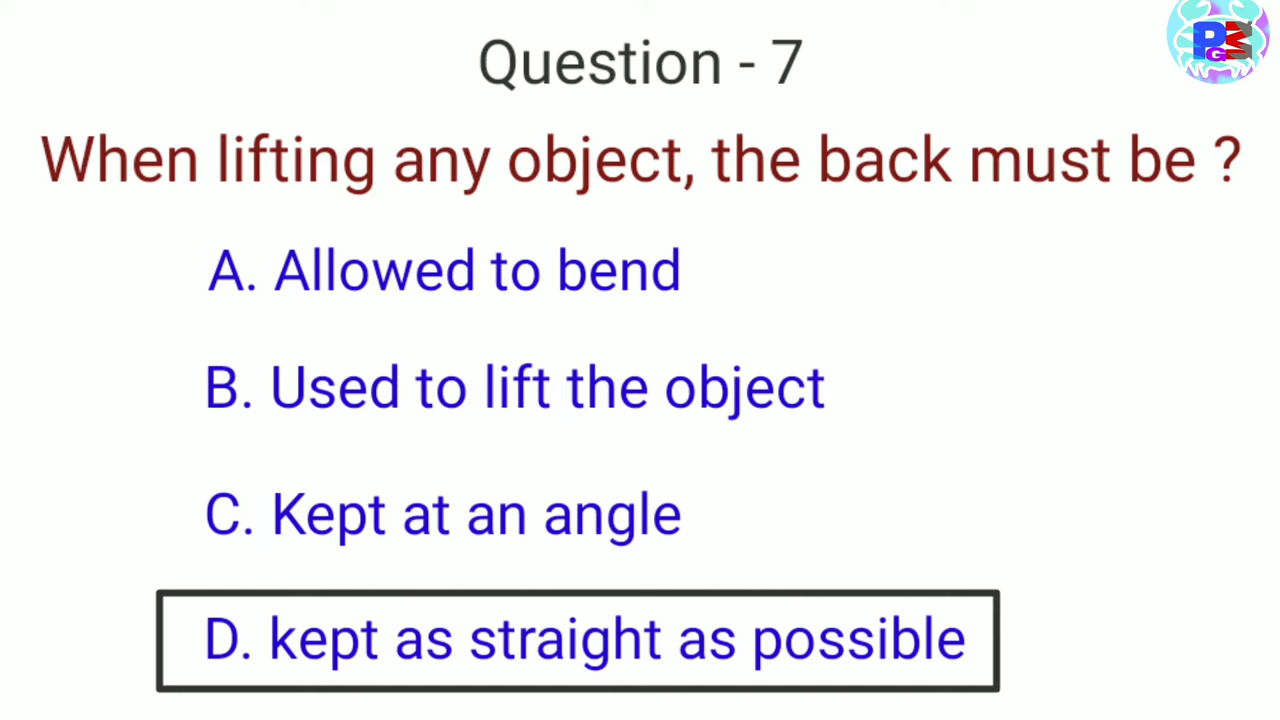 Question - 7
When lifting any object, the back must be ?
A. Allowed to bend
B. Used to lift the object
C. Kept at an angle
D. kept as straight as possible